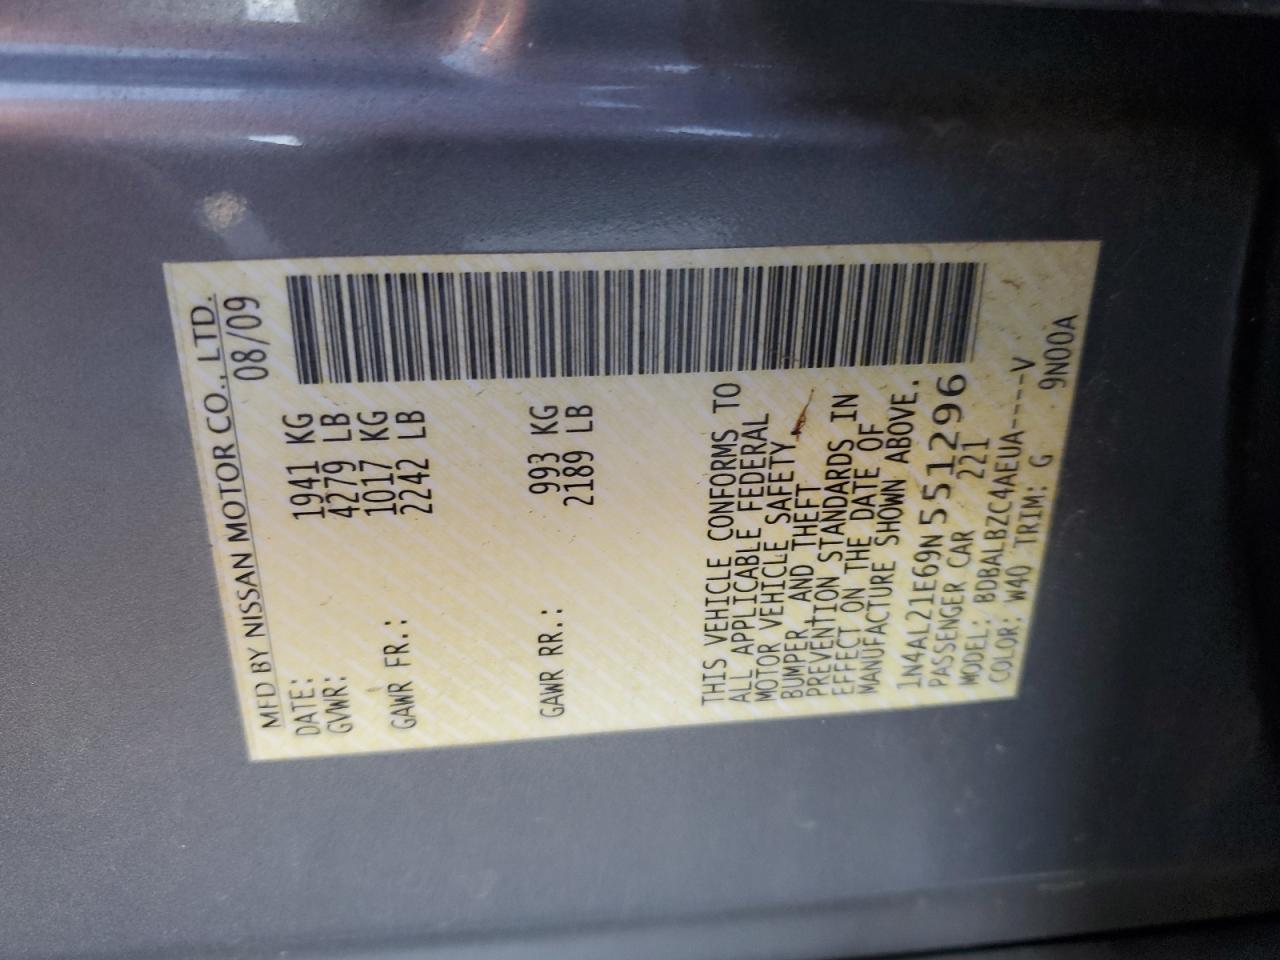 MFD BY NISSAN MOTOR CO., LTD.
DATE: 08/09
GVWR: 1941 KG
4279 LB
GAWR FR.: 1017 KG
2242 LB
GAWR RR.: 993 KG
2189 LB
THIS VEHICLE CONFORMS TO
ALL APPLICABLE FEDERAL
MOTOR VEHICLE SAFETY,
BUMPER, AND THEFT
PREVENTION STANDARDS IN
EFFECT ON THE DATE OF
MANUFACTURE SHOWN ABOVE.
1N4AL21E69N551296
PASSENGER CAR 221
MODEL: BDBALBZC4AEUA----V
COLOR: W40 TRIM: G 9N00A